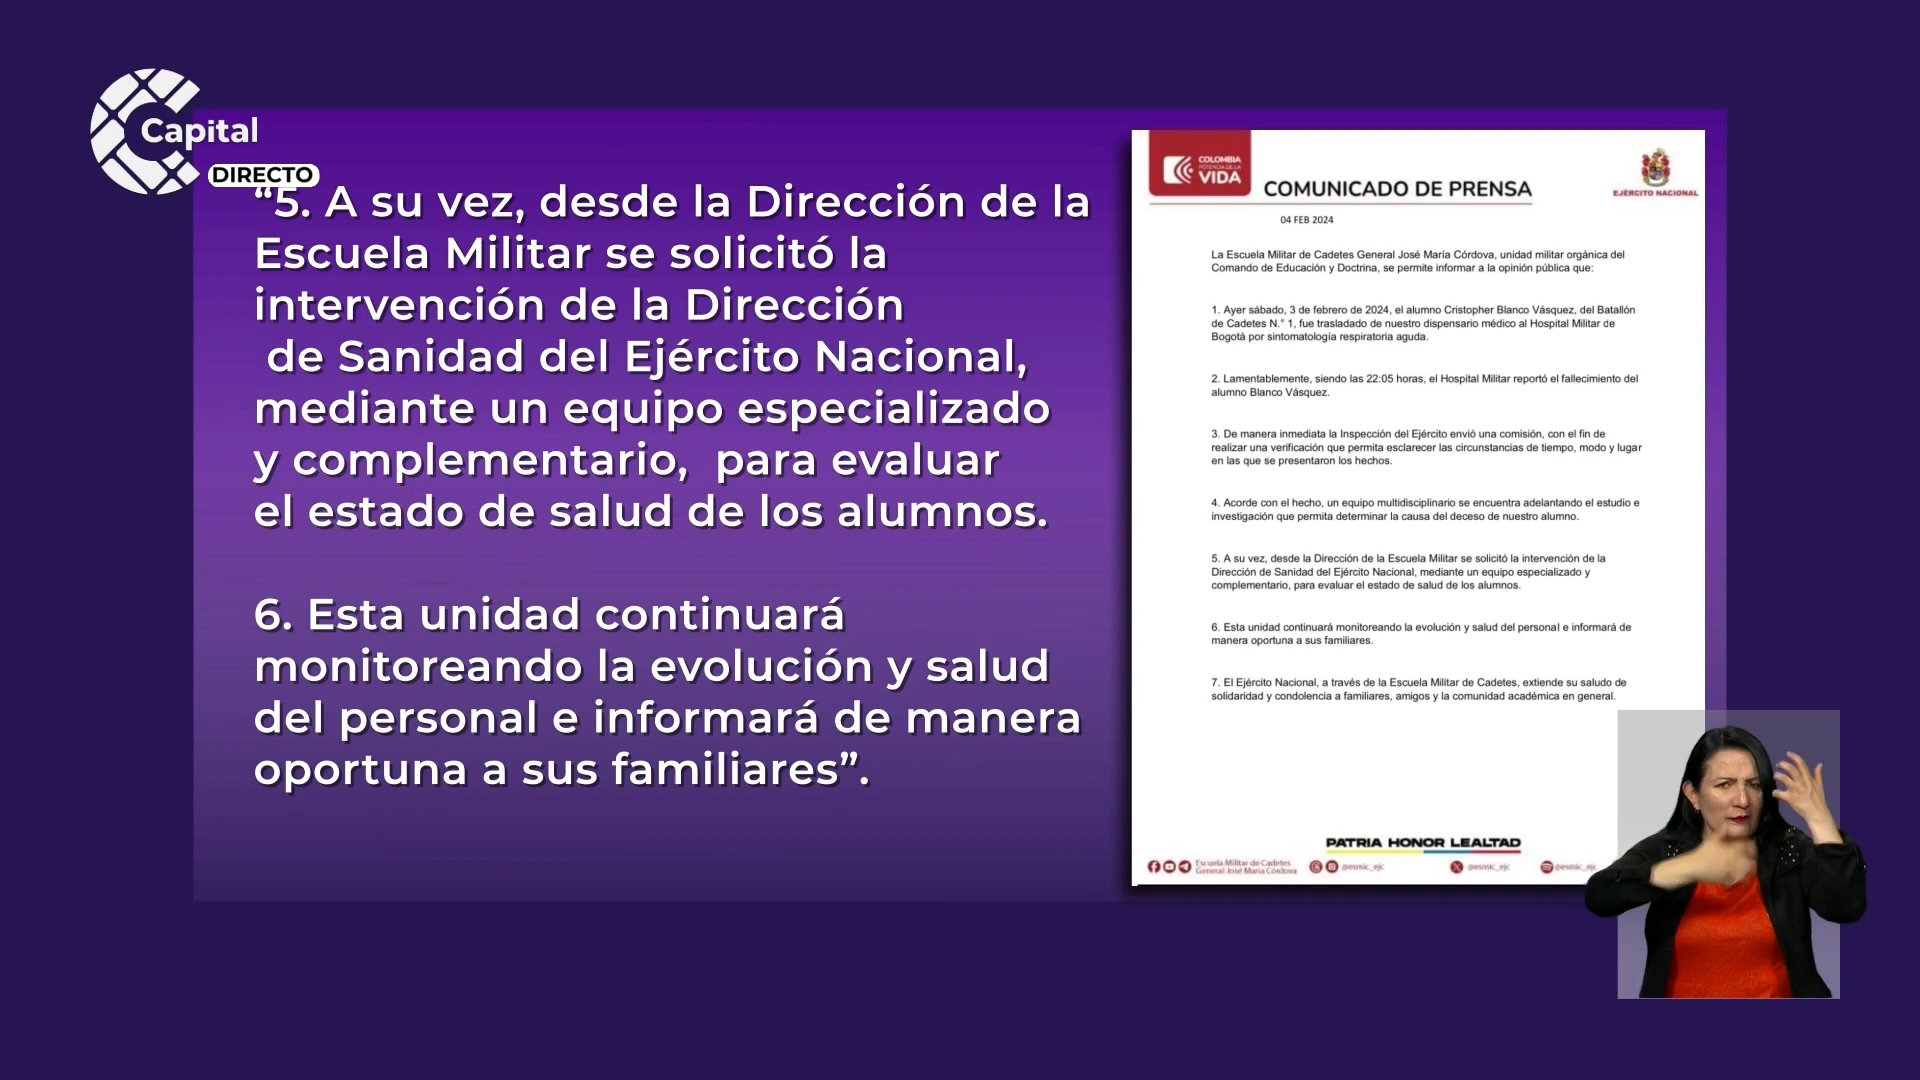 Capital
DIRECTO
“5. A su vez, desde la Dirección de la
Escuela Militar se solicitó la
intervención de la Dirección
de Sanidad del Ejército Nacional,
mediante un equipo especializado
y complementario, para evaluar
el estado de salud de los alumnos.
6. Esta unidad continuará
monitoreando la evolución y salud
del personal e informará de manera
oportuna a sus familiares”.
COLOMBIA
POTENCIA DE LA
VIDA
COMUNICADO DE PRENSA
EJÉRCITO NACIONAL
04 FEB 2024
La Escuela Militar de Cadetes General José María Córdova, unidad militar orgánica del
Comando de Educación y Doctrina, se permite informar a la opinión pública que:
1. Ayer sábado, 3 de febrero de 2024, el alumno Cristopher Blanco Vásquez, del Batallón
de Cadetes N.° 1, fue trasladado de nuestro dispensario médico al Hospital Militar de
Bogotá por sintomatología respiratoria aguda.
2. Lamentablemente, siendo las 22:05 horas, el Hospital Militar reportó el fallecimiento del
alumno Blanco Vásquez.
3. De manera inmediata la Inspección del Ejército envió una comisión, con el fin de
realizar una verificación que permita esclarecer las circunstancias de tiempo, modo y lugar
en las que se presentaron los hechos.
4. Acorde con el hecho, un equipo multidisciplinario se encuentra adelantando el estudio e
investigación que permita determinar la causa del deceso de nuestro alumno.
5. A su vez, desde la Dirección de la Escuela Militar se solicitó la intervención de la
Dirección de Sanidad del Ejército Nacional, mediante un equipo especializado y
complementario, para evaluar el estado de salud de los alumnos.
6. Esta unidad continuará monitoreando la evolución y salud del personal e informará de
manera oportuna a sus familiares.
7. El Ejército Nacional, a través de la Escuela Militar de Cadetes, extiende su saludo de
solidaridad y condolencia a familiares, amigos y la comunidad académica en general.
PATRIA HONOR LEALTAD
Escuela Militar de Cadetes
General José María Córdova
@esmic_ejc
@esmic_ejc
@esmic_ejc